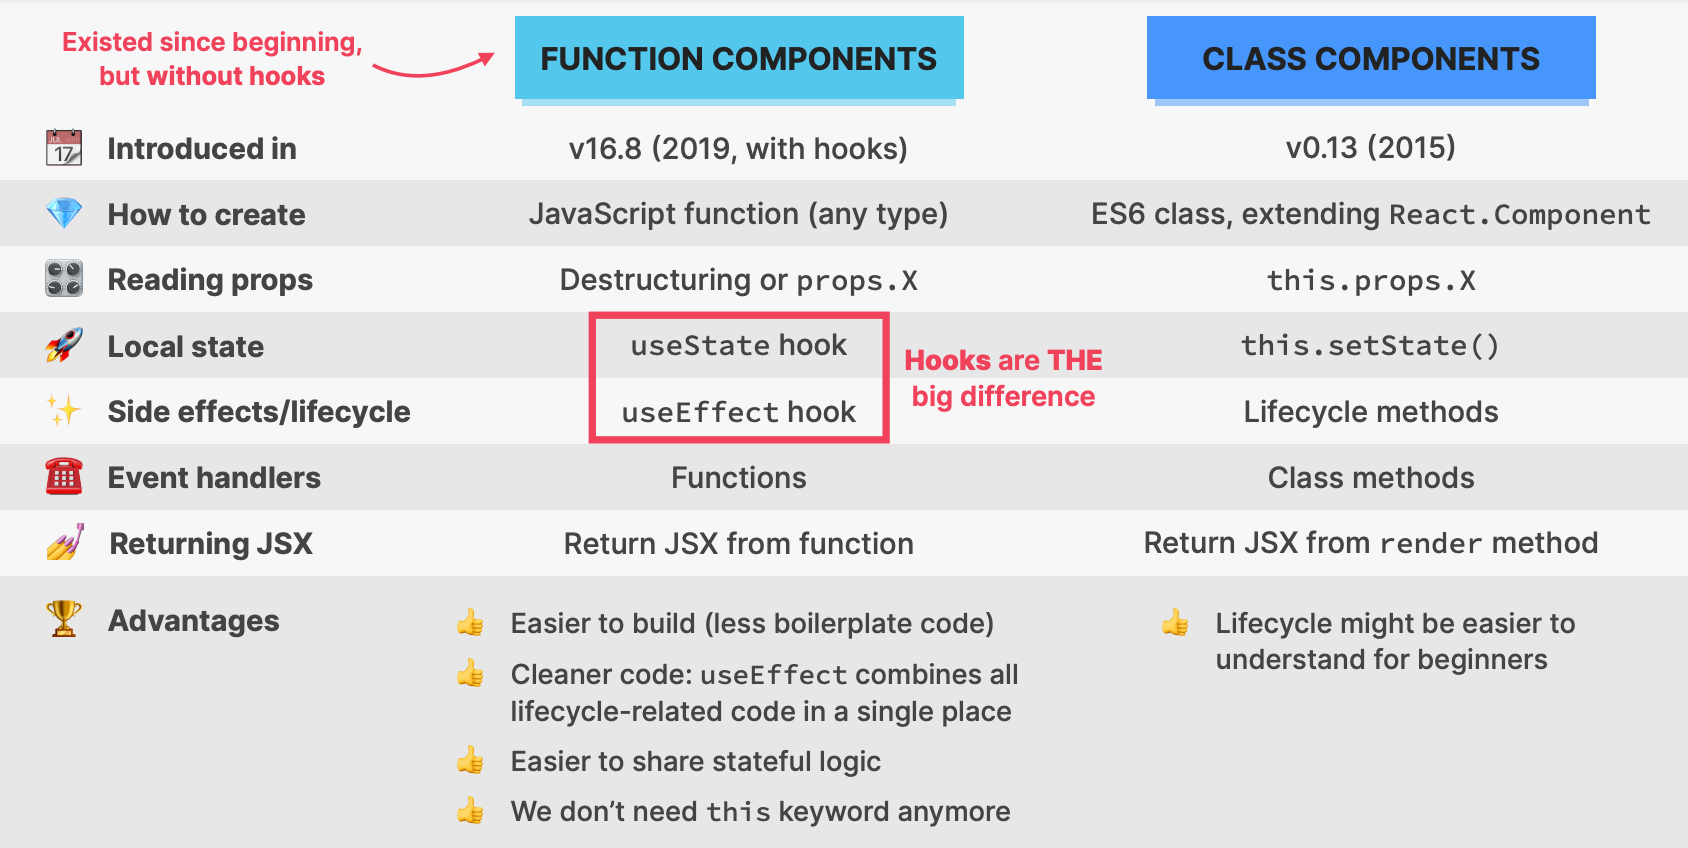 Existed since beginning,
but without hooks
FUNCTION COMPONENTS
CLASS COMPONENTS
JUL
17
Introduced in
v16.8 (2019, with hooks)
v0.13 (2015)
How to create
JavaScript function (any type)
ES6 class, extending React.Component
Reading props
Destructuring or props.X
this.props.X
Local state
useState hook
this.setState()
Hooks are THE
big difference
Side effects/lifecycle
useEffect hook
Lifecycle methods
Event handlers
Functions
Class methods
Returning JSX
Return JSX from function
Return JSX from render method
Advantages
Easier to build (less boilerplate code)
Cleaner code: useEffect combines all
lifecycle-related code in a single place
Easier to share stateful logic
We don’t need this keyword anymore
Lifecycle might be easier to
understand for beginners